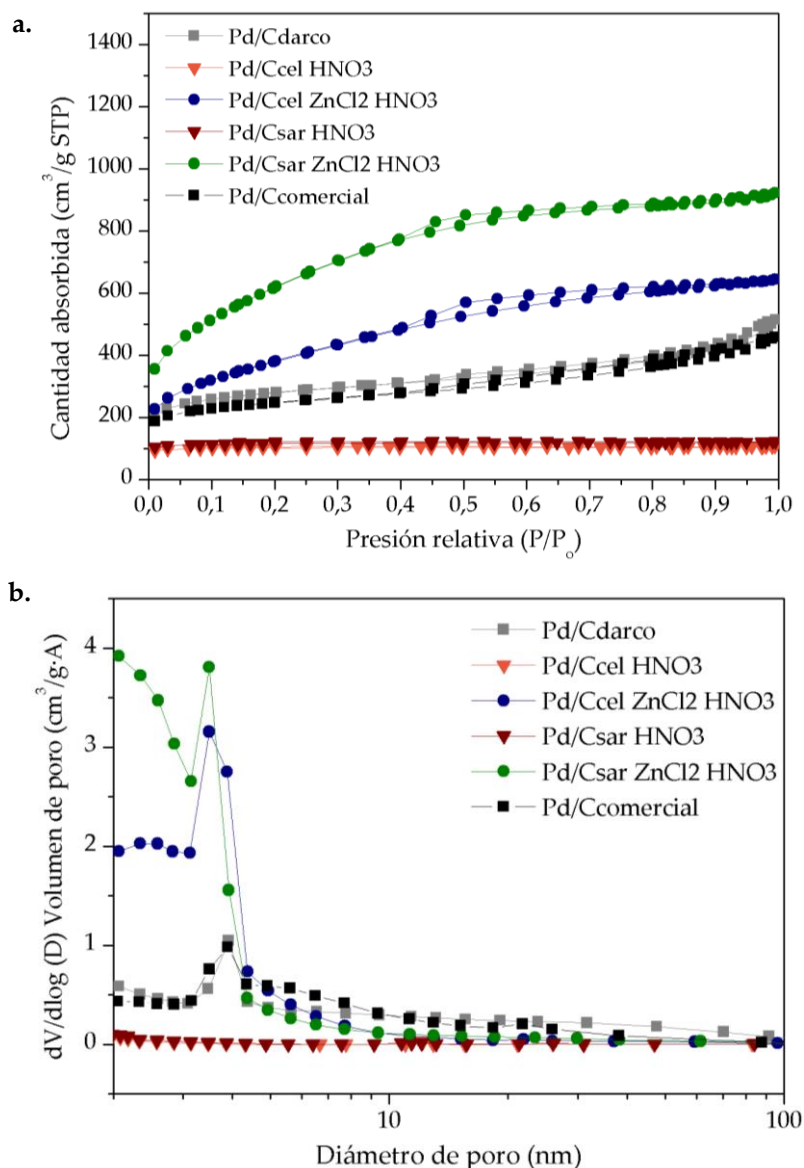 a.
1400
1200
1000
800
600
400
200
0
Cantidad absorbida (cm³/g STP)
Pd/Cdarco
Pd/Ccel HNO3
Pd/Ccel ZnCl2 HNO3
Pd/Csar HNO3
Pd/Csar ZnCl2 HNO3
Pd/Ccomercial
0,0 0,1 0,2 0,3 0,4 0,5 0,6 0,7 0,8 0,9 1,0
Presión relativa (P/Pₒ)
b.
4
3
2
1
0
dV/dlog (D) Volumen de poro (cm³/g·A)
Pd/Cdarco
Pd/Ccel HNO3
Pd/Ccel ZnCl2 HNO3
Pd/Csar HNO3
Pd/Csar ZnCl2 HNO3
Pd/Ccomercial
10 100
Diámetro de poro (nm)